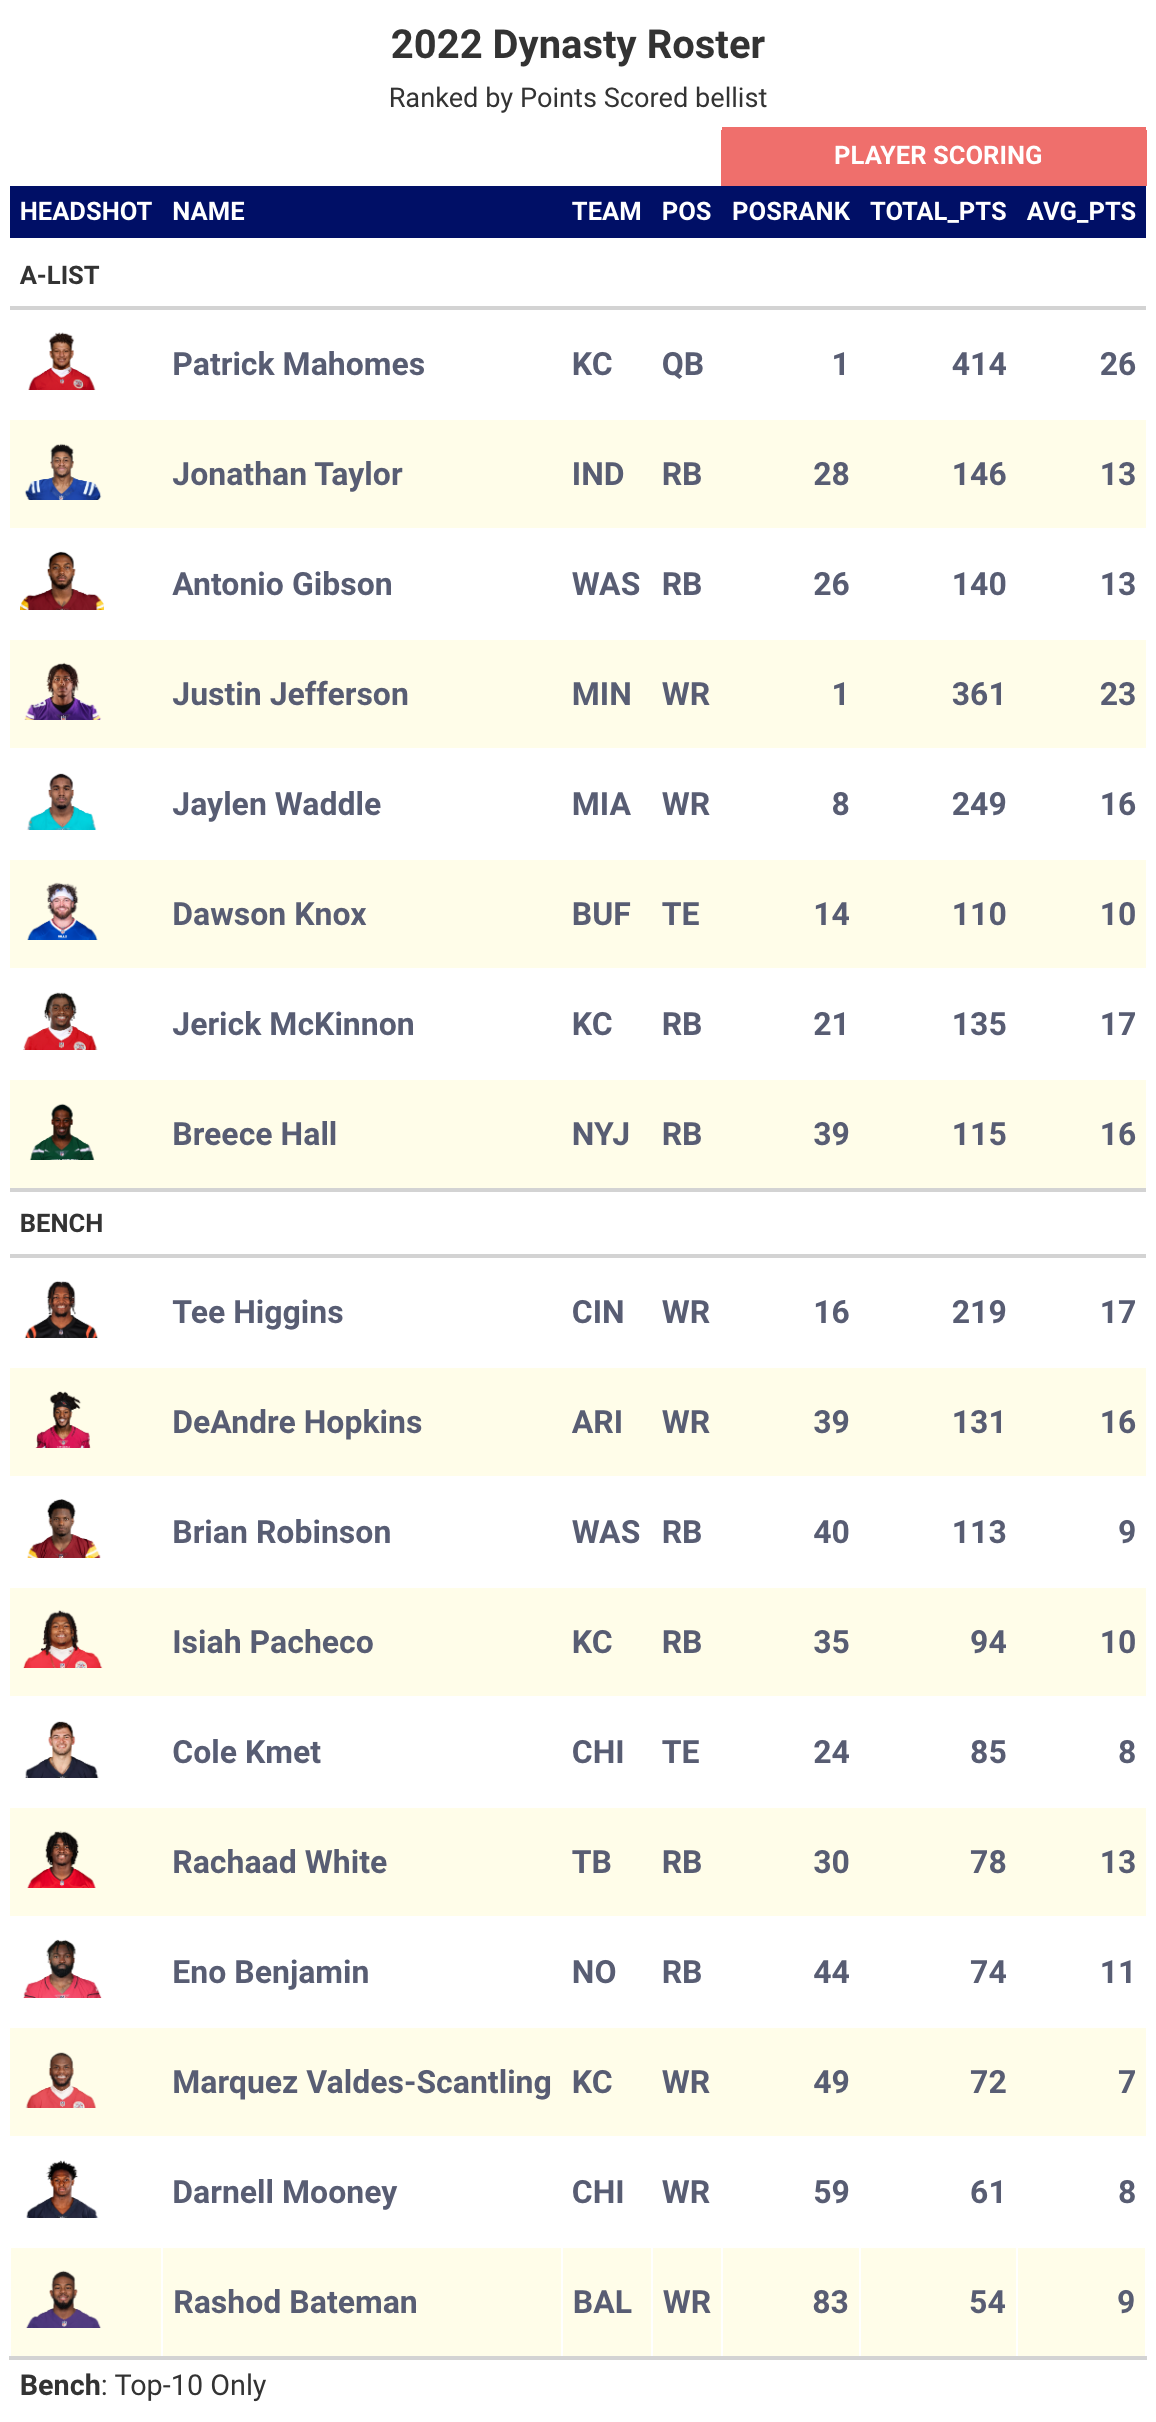 2022 Dynasty Roster
Ranked by Points Scored bellist
PLAYER SCORING
HEADSHOT NAME TEAM POS POSRANK TOTAL_PTS AVG_PTS
A-LIST
Patrick Mahomes KC QB 1 414 26
Jonathan Taylor IND RB 28 146 13
Antonio Gibson WAS RB 26 140 13
Justin Jefferson MIN WR 1 361 23
Jaylen Waddle MIA WR 8 249 16
Dawson Knox BUF TE 14 110 10
Jerick McKinnon KC RB 21 135 17
Breece Hall NYJ RB 39 115 16
BENCH
Tee Higgins CIN WR 16 219 17
DeAndre Hopkins ARI WR 39 131 16
Brian Robinson WAS RB 40 113 9
Isiah Pacheco KC RB 35 94 10
Cole Kmet CHI TE 24 85 8
Rachaad White TB RB 30 78 13
Eno Benjamin NO RB 44 74 11
Marquez Valdes-Scantling KC WR 49 72 7
Darnell Mooney CHI WR 59 61 8
Rashod Bateman BAL WR 83 54 9
Bench: Top-10 Only